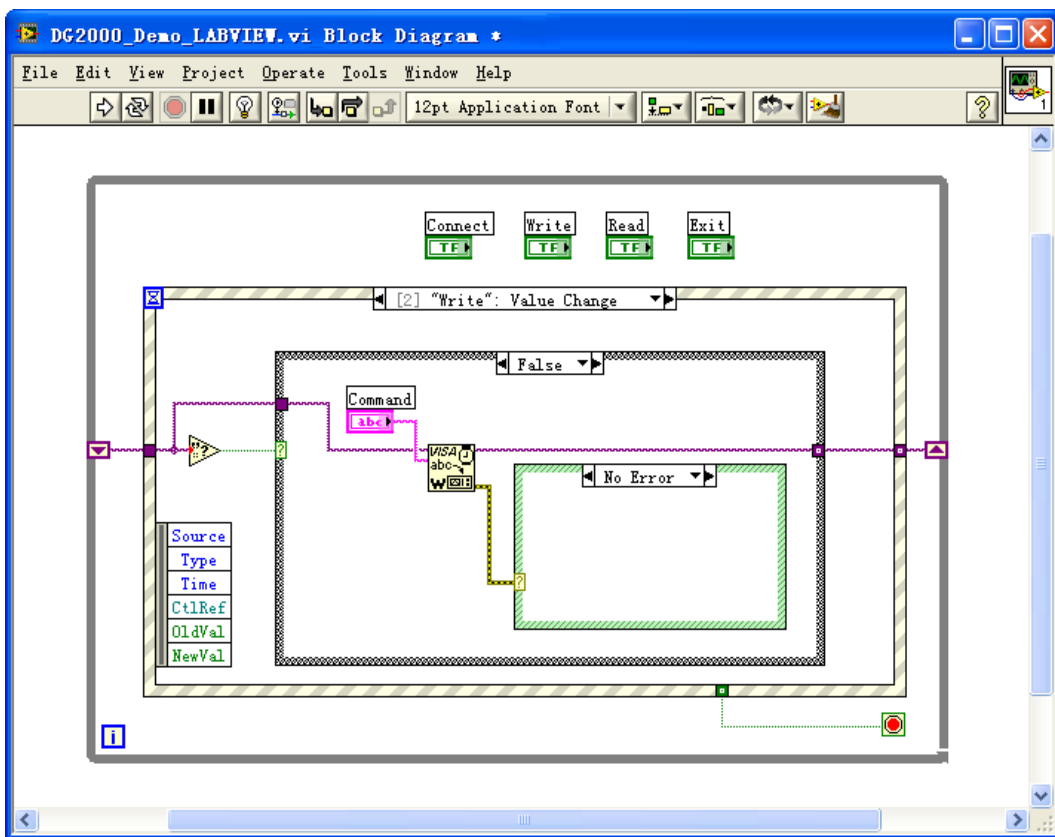 DG2000_Demo_LABVIEW.vi Block Diagram *
File Edit View Project Operate Tools Window Help
12pt Application Font
1
Connect Write Read Exit
TF TF TF TF
[2] "Write": Value Change
False
Command
abc
?
?
VISA
abc
W
No Error
?
Source
Type
Time
CtlRef
OldVal
NewVal
i